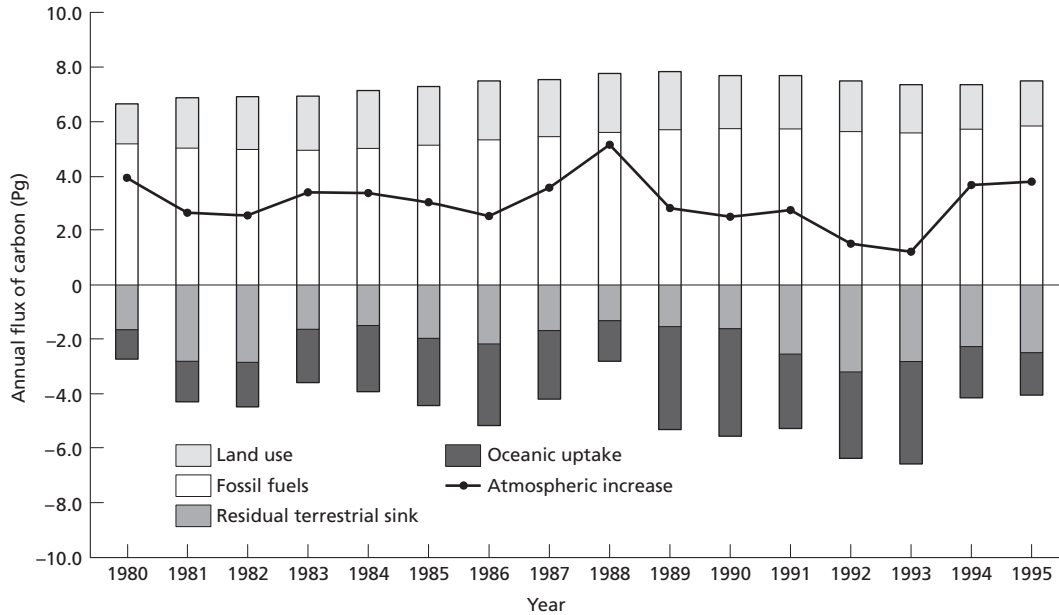 10.0
8.0
6.0
4.0
2.0
0
−2.0
−4.0
−6.0
−8.0
−10.0
Annual flux of carbon (Pg)
Land use
Fossil fuels
Residual terrestrial sink
Oceanic uptake
Atmospheric increase
1980 1981 1982 1983 1984 1985 1986 1987 1988 1989 1990 1991 1992 1993 1994 1995
Year